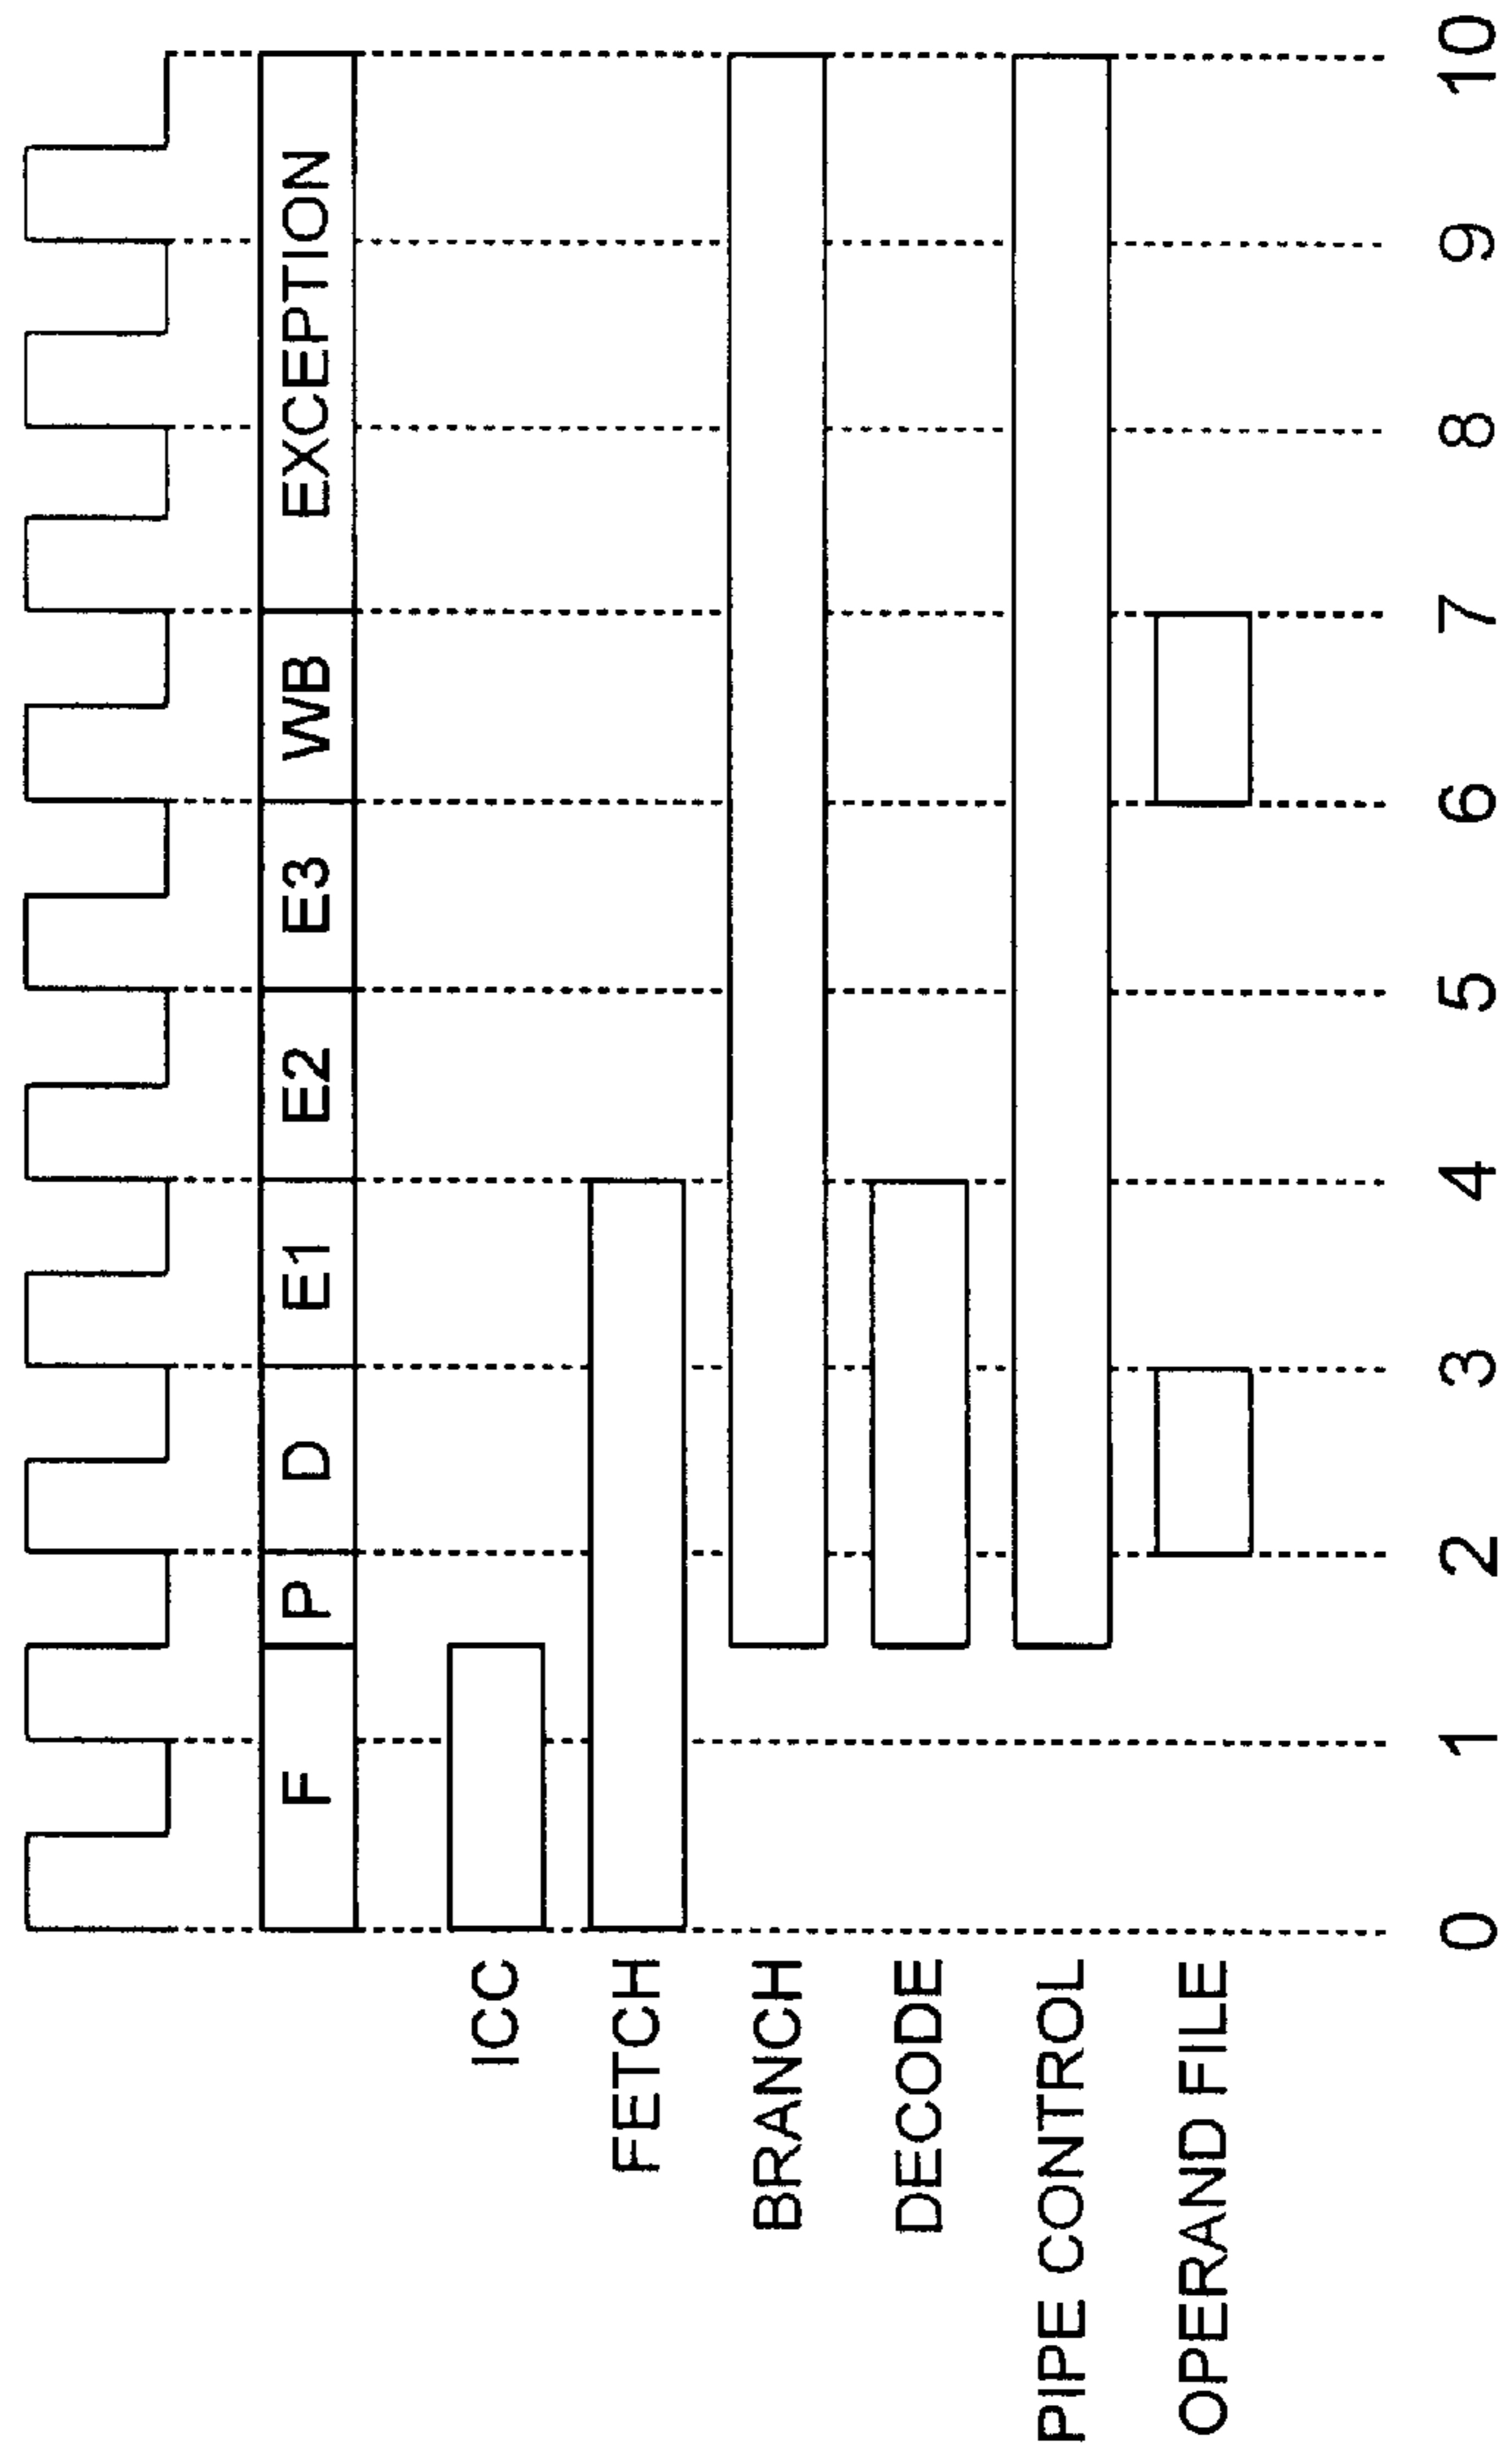 F P D E1 E2 E3 WB EXCEPTION
ICC
FETCH
BRANCH
DECODE
PIPE CONTROL
OPERAND FILE
0 1 2 3 4 5 6 7 8 9 10